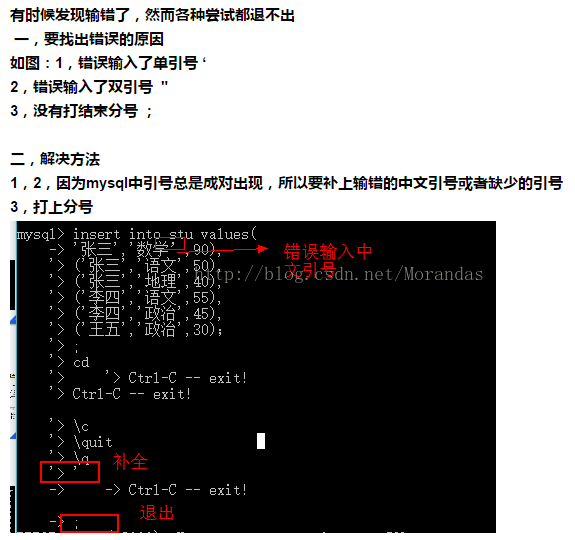 有时候发现输错了，然而各种尝试都退不出
一，要找出错误的原因
如图：1，错误输入了单引号 ‘
2，错误输入了双引号 "
3，没有打结束分号 ；
二，解决方法
1，2，因为mysql中引号总是成对出现，所以要补上输错的中文引号或者缺少的引号
3，打上分号
mysql> insert into stu values(
-> '张三','数学’,90),
错误输入中文引号
'> ('张三','语文',50),
http://blog.csdn.net/Morandas
'> ('张三','地理',40),
'> ('李四','语文',55),
'> ('李四','政治',45),
'> ('王五','政治',30);
'> ;
'> cd
'> '> Ctrl-C -- exit!
'> Ctrl-C -- exit!
'> \c
'> \quit
'> \q
补全
'> '
-> -> Ctrl-C -- exit!
退出
-> ;